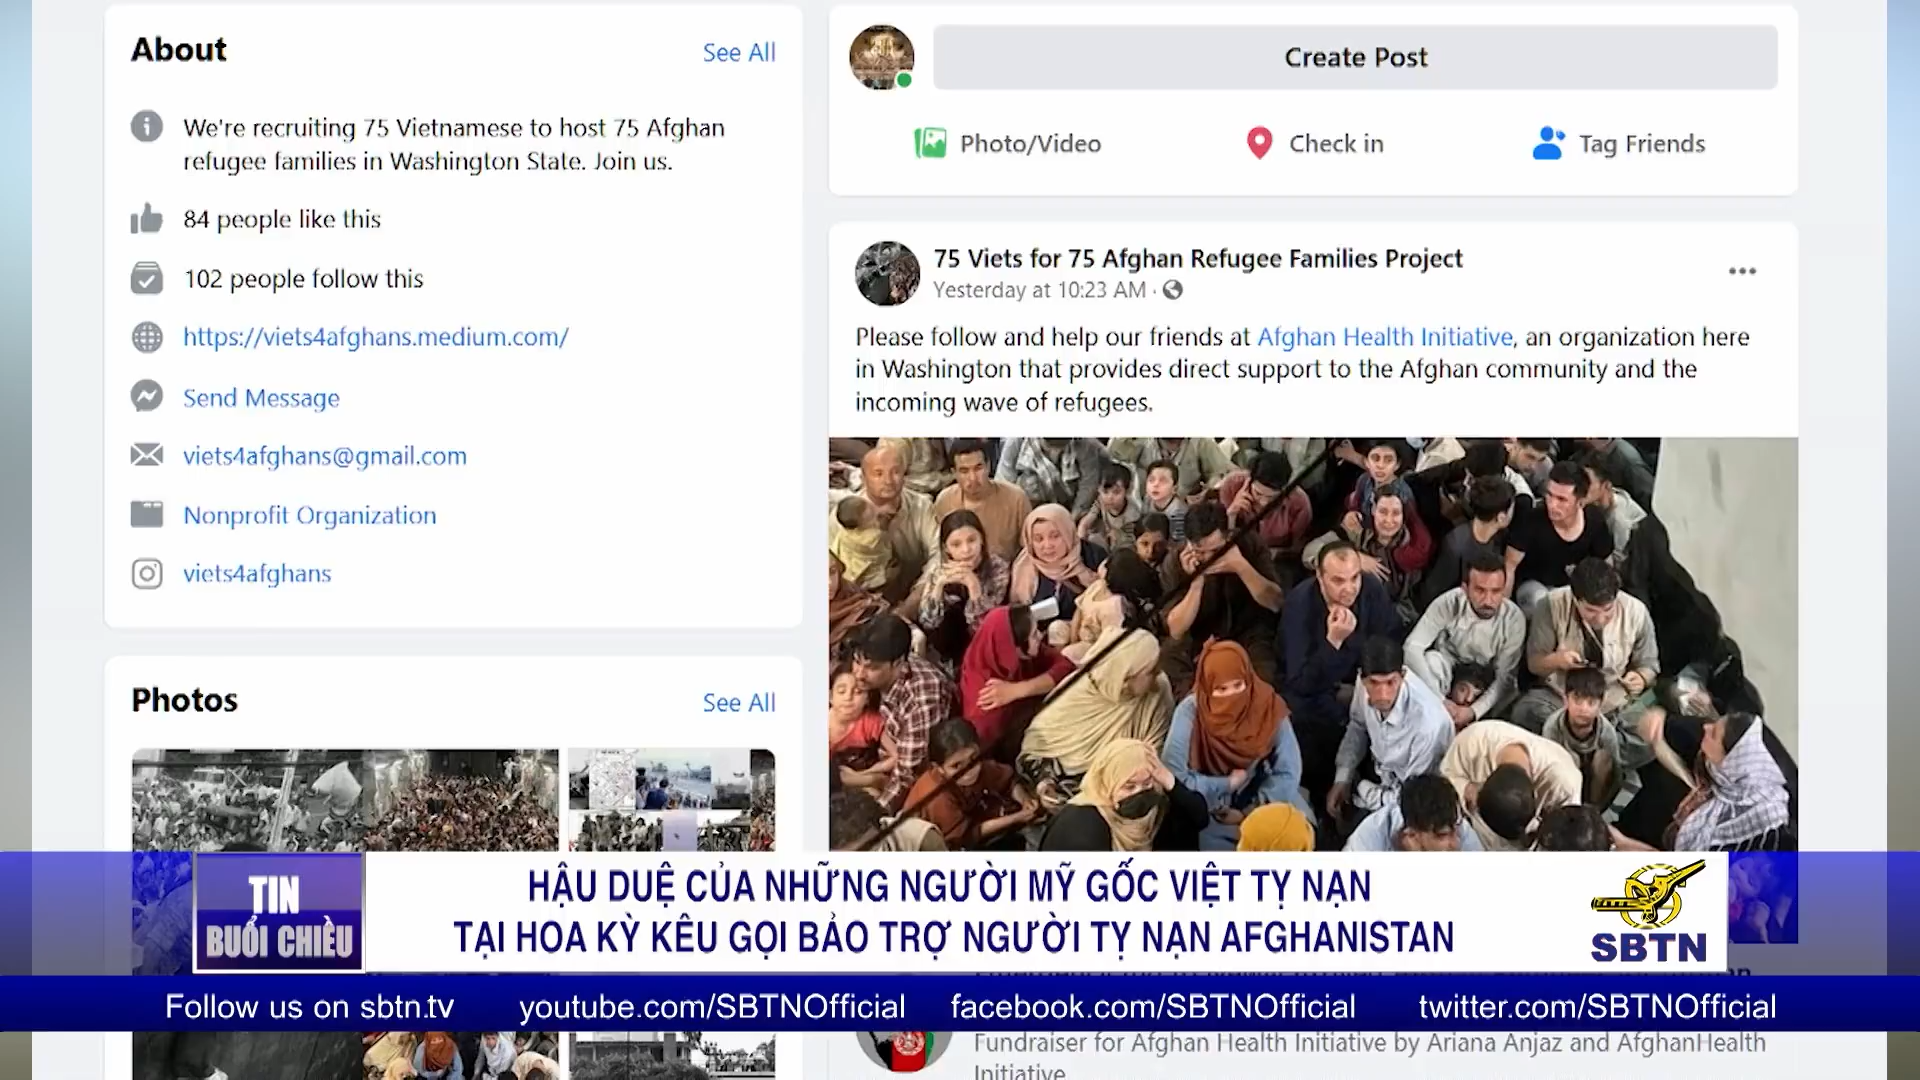 About
See All
We're recruiting 75 Vietnamese to host 75 Afghan
refugee families in Washington State. Join us.
84 people like this
102 people follow this
https://viets4afghans.medium.com/
Send Message
viets4afghans@gmail.com
Nonprofit Organization
viets4afghans
Photos
See All
Create Post
Photo/Video
Check in
Tag Friends
75 Viets for 75 Afghan Refugee Families Project
Yesterday at 10:23 AM ·
Please follow and help our friends at Afghan Health Initiative, an organization here
in Washington that provides direct support to the Afghan community and the
incoming wave of refugees.
TIN
BUỔI CHIỀU
HẬU DUỆ CỦA NHỮNG NGƯỜI MỸ GỐC VIỆT TỴ NẠN
TẠI HOA KỲ KÊU GỌI BẢO TRỢ NGƯỜI TỴ NẠN AFGHANISTAN
SBTN
Follow us on sbtn.tv
youtube.com/SBTNOfficial
facebook.com/SBTNOfficial
twitter.com/SBTNOfficial
Fundraiser for Afghan Health Initiative by Ariana Anjaz and AfghanHealth
Initiative